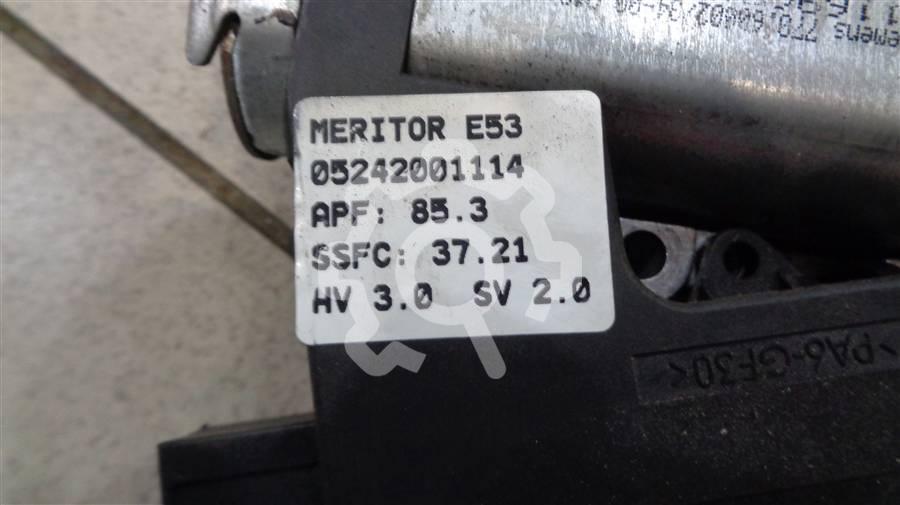 MERITOR E53
05242001114
APF: 85.3
SSFC: 37.21
HV 3.0 SV 2.0
>PA6-GF30<